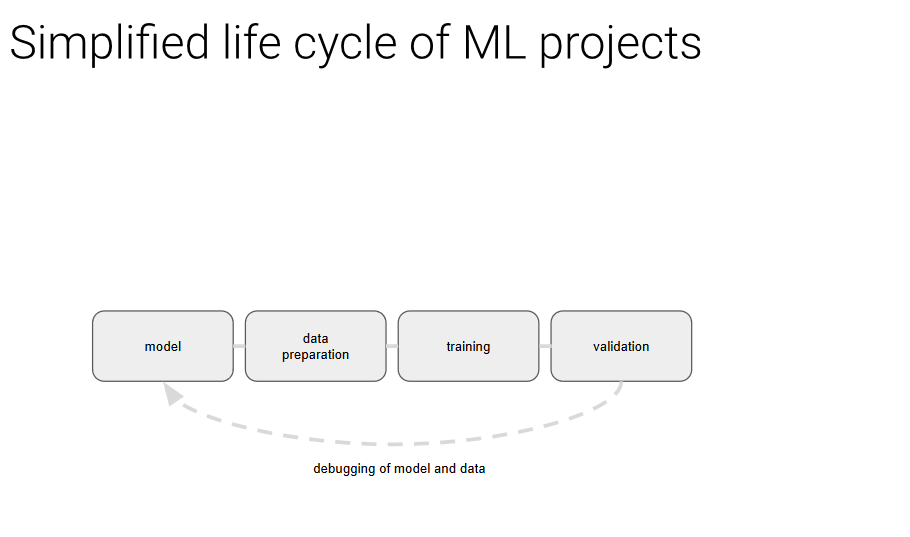 Simplified life cycle of ML projects
model
data
preparation
training
validation
debugging of model and data